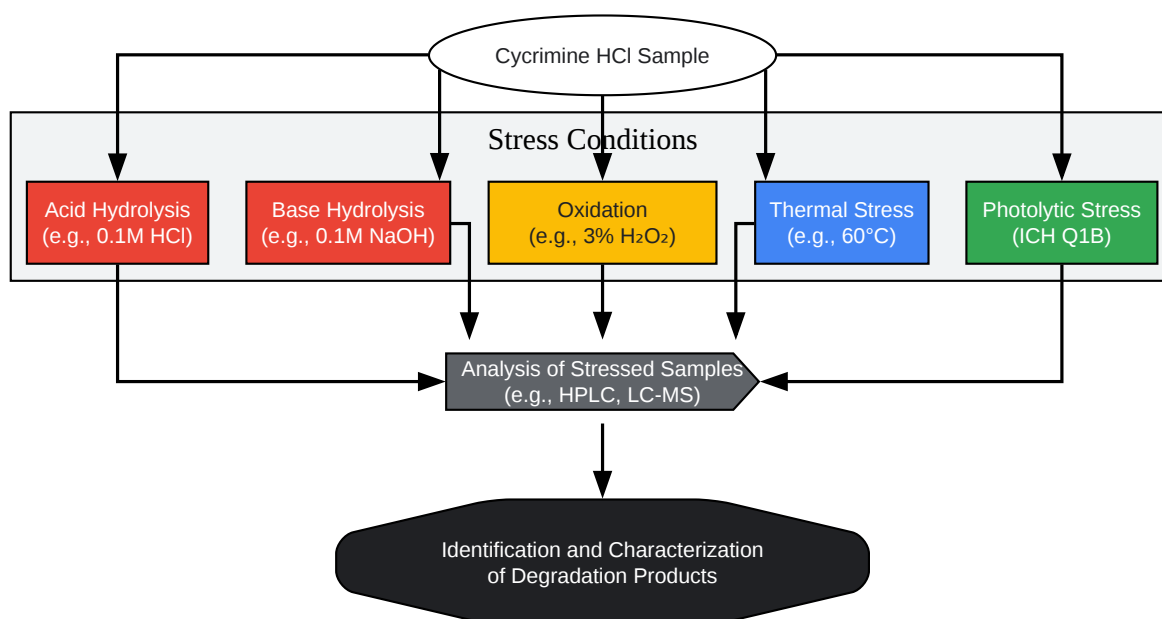 Cycrimine HCl Sample
Stress Conditions
Acid Hydrolysis
(e.g., 0.1M HCl)
Base Hydrolysis
(e.g., 0.1M NaOH)
Oxidation
(e.g., 3% H₂O₂)
Thermal Stress
(e.g., 60°C)
Photolytic Stress
(ICH Q1B)
Analysis of Stressed Samples
(e.g., HPLC, LC-MS)
Identification and Characterization
of Degradation Products